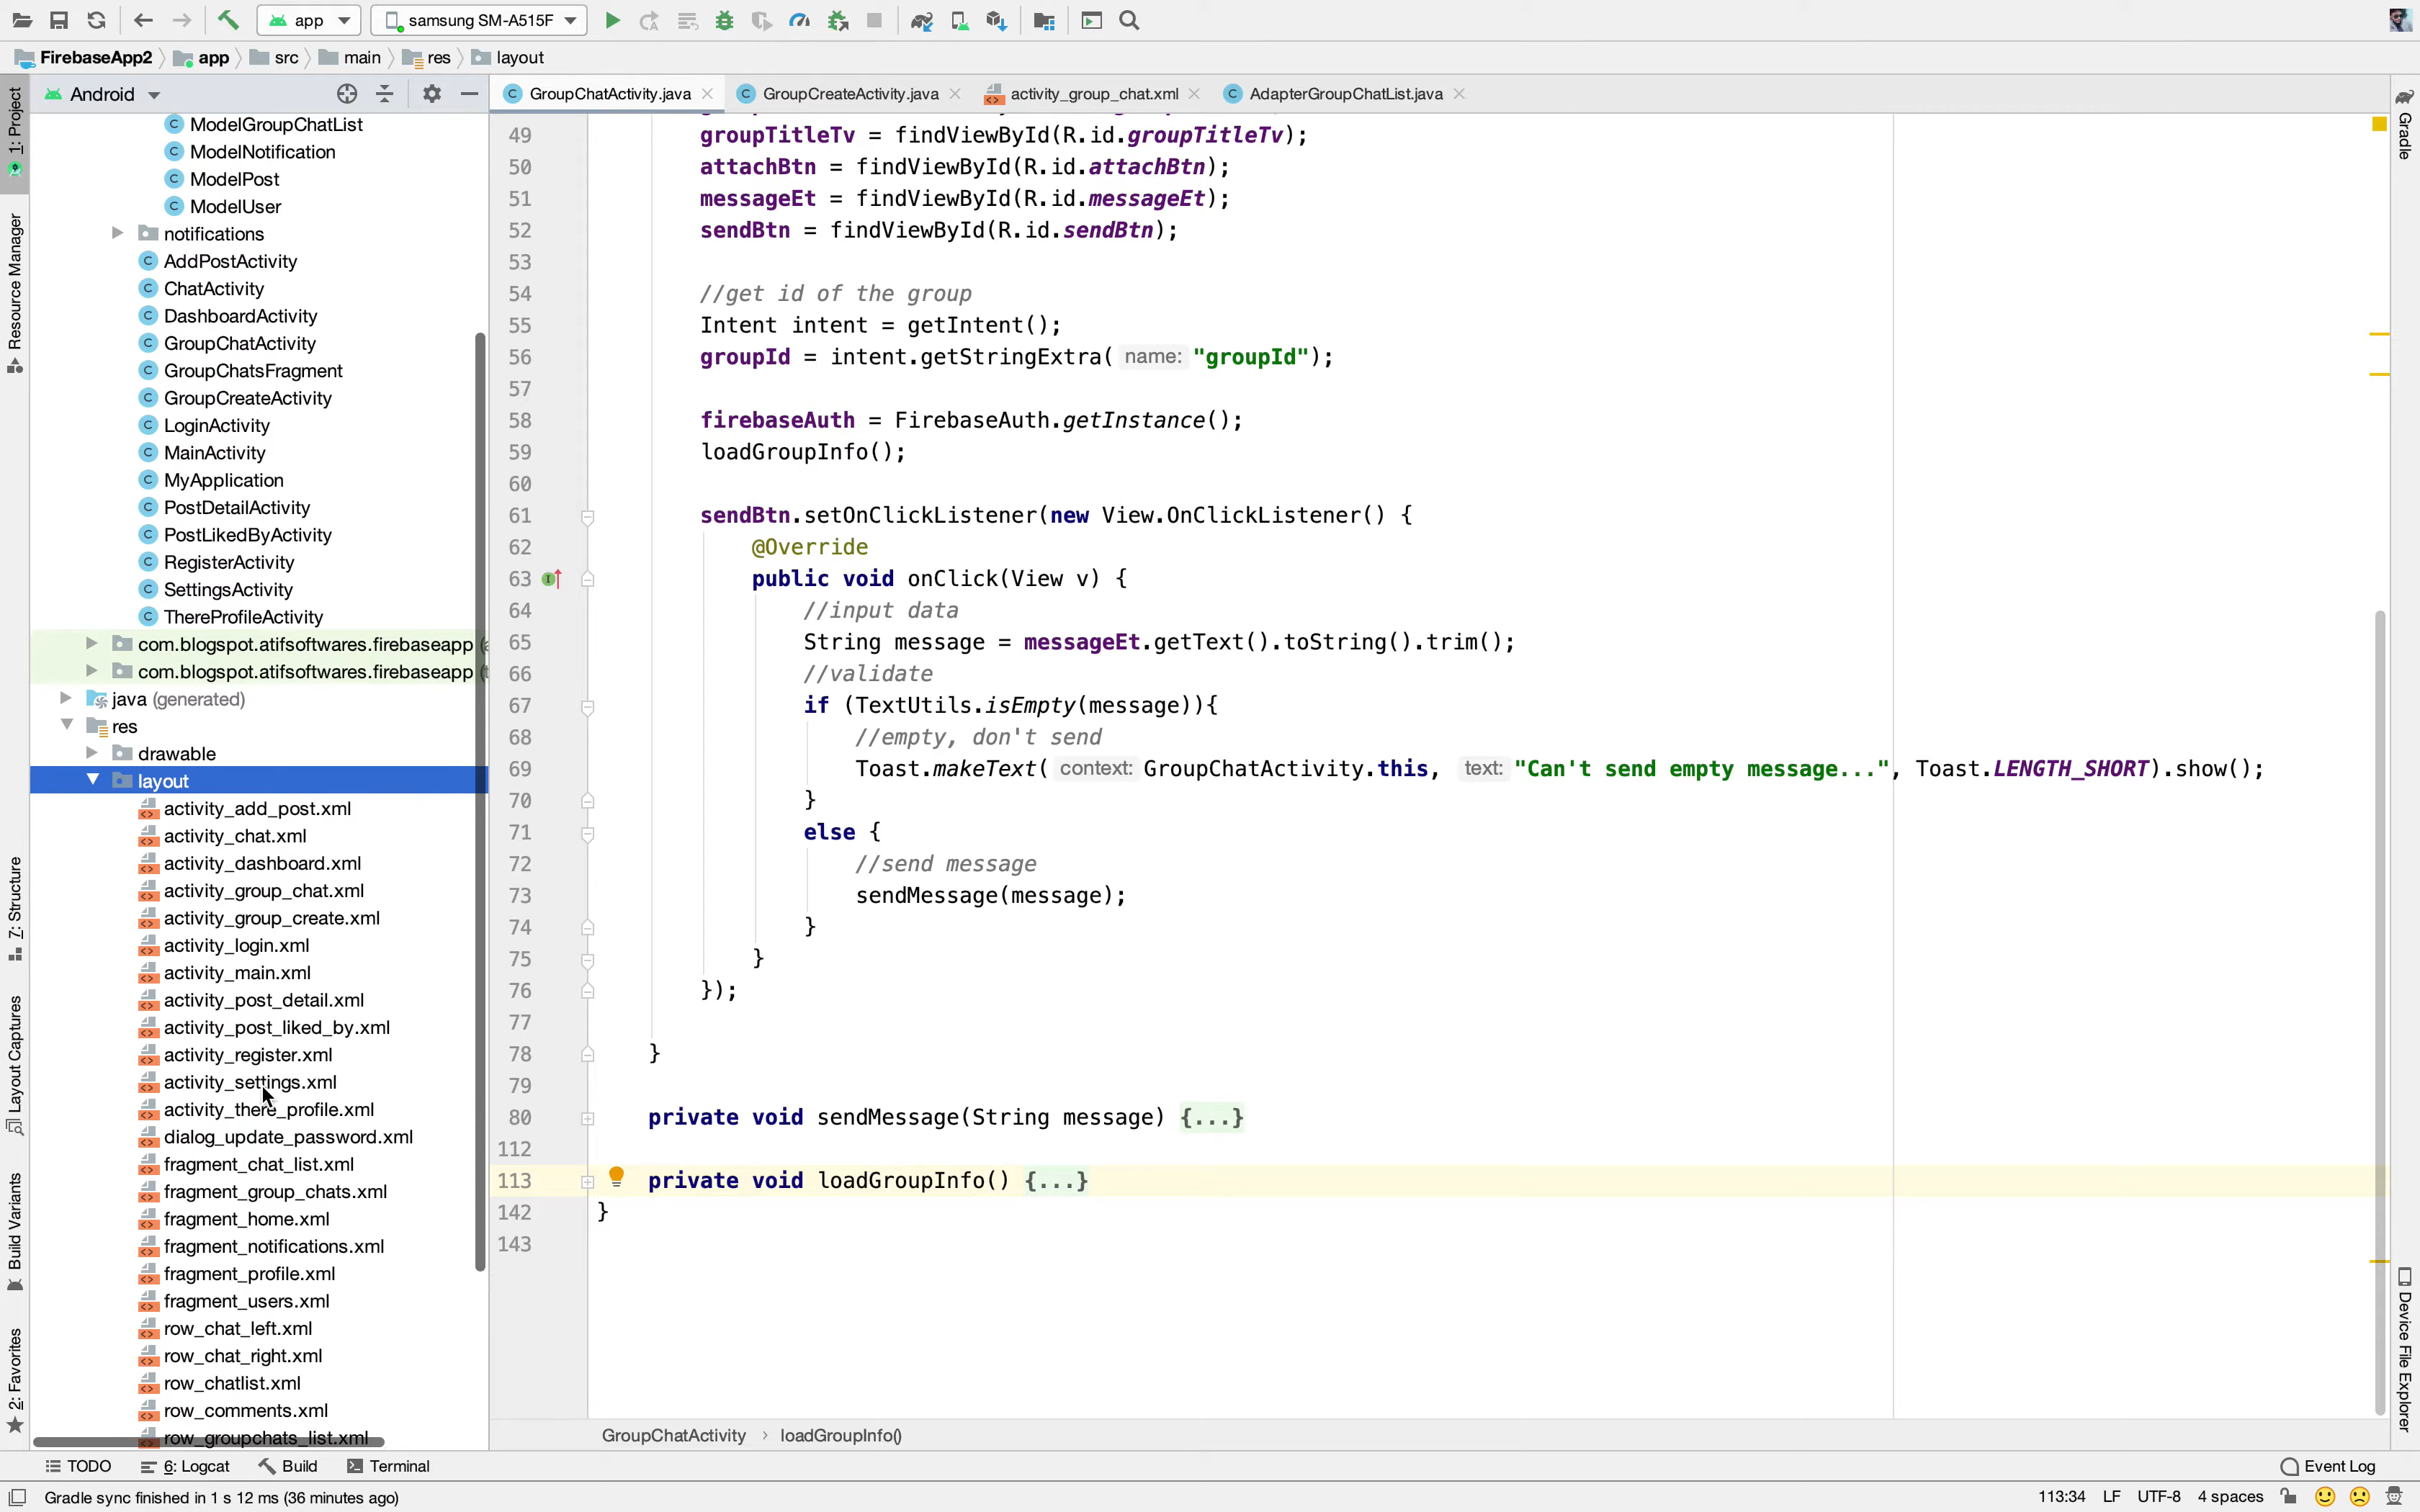 app
samsung SM-A515F
FirebaseApp2
app
src
main
res
layout
Android
GroupChatActivity.java
GroupCreateActivity.java
activity_group_chat.xml
AdapterGroupChatList.java
1: Project
Resource Manager
7: Structure
Layout Captures
Build Variants
2: Favorites
ModelGroupChatList
ModelNotification
ModelPost
ModelUser
notifications
AddPostActivity
ChatActivity
DashboardActivity
GroupChatActivity
GroupChatsFragment
GroupCreateActivity
LoginActivity
MainActivity
MyApplication
PostDetailActivity
PostLikedByActivity
RegisterActivity
SettingsActivity
ThereProfileActivity
com.blogspot.atifsoftwares.firebaseapp
com.blogspot.atifsoftwares.firebaseapp
java (generated)
res
drawable
layout
activity_add_post.xml
activity_chat.xml
activity_dashboard.xml
activity_group_chat.xml
activity_group_create.xml
activity_login.xml
activity_main.xml
activity_post_detail.xml
activity_post_liked_by.xml
activity_register.xml
activity_settings.xml
activity_there_profile.xml
dialog_update_password.xml
fragment_chat_list.xml
fragment_group_chats.xml
fragment_home.xml
fragment_notifications.xml
fragment_profile.xml
fragment_users.xml
row_chat_left.xml
row_chat_right.xml
row_chatlist.xml
row_comments.xml
row_groupchats_list.xml
49 groupTitleTv = findViewById(R.id.groupTitleTv);
50 attachBtn = findViewById(R.id.attachBtn);
51 messageEt = findViewById(R.id.messageEt);
52 sendBtn = findViewById(R.id.sendBtn);
53
54 //get id of the group
55 Intent intent = getIntent();
56 groupId = intent.getStringExtra( name: "groupId");
57
58 firebaseAuth = FirebaseAuth.getInstance();
59 loadGroupInfo();
60
61 sendBtn.setOnClickListener(new View.OnClickListener() {
62 @Override
63 public void onClick(View v) {
64 //input data
65 String message = messageEt.getText().toString().trim();
66 //validate
67 if (TextUtils.isEmpty(message)){
68 //empty, don't send
69 Toast.makeText( context: GroupChatActivity.this, text: "Can't send empty message...", Toast.LENGTH_SHORT).show();
70 }
71 else {
72 //send message
73 sendMessage(message);
74 }
75 }
76 });
77
78 }
79
80 private void sendMessage(String message) {...}
112
113 private void loadGroupInfo() {...}
142 }
143
Gradle
Device File Explorer
GroupChatActivity › loadGroupInfo()
TODO
6: Logcat
Build
Terminal
Event Log
Gradle sync finished in 1 s 12 ms (36 minutes ago)
113:34 LF UTF-8 4 spaces